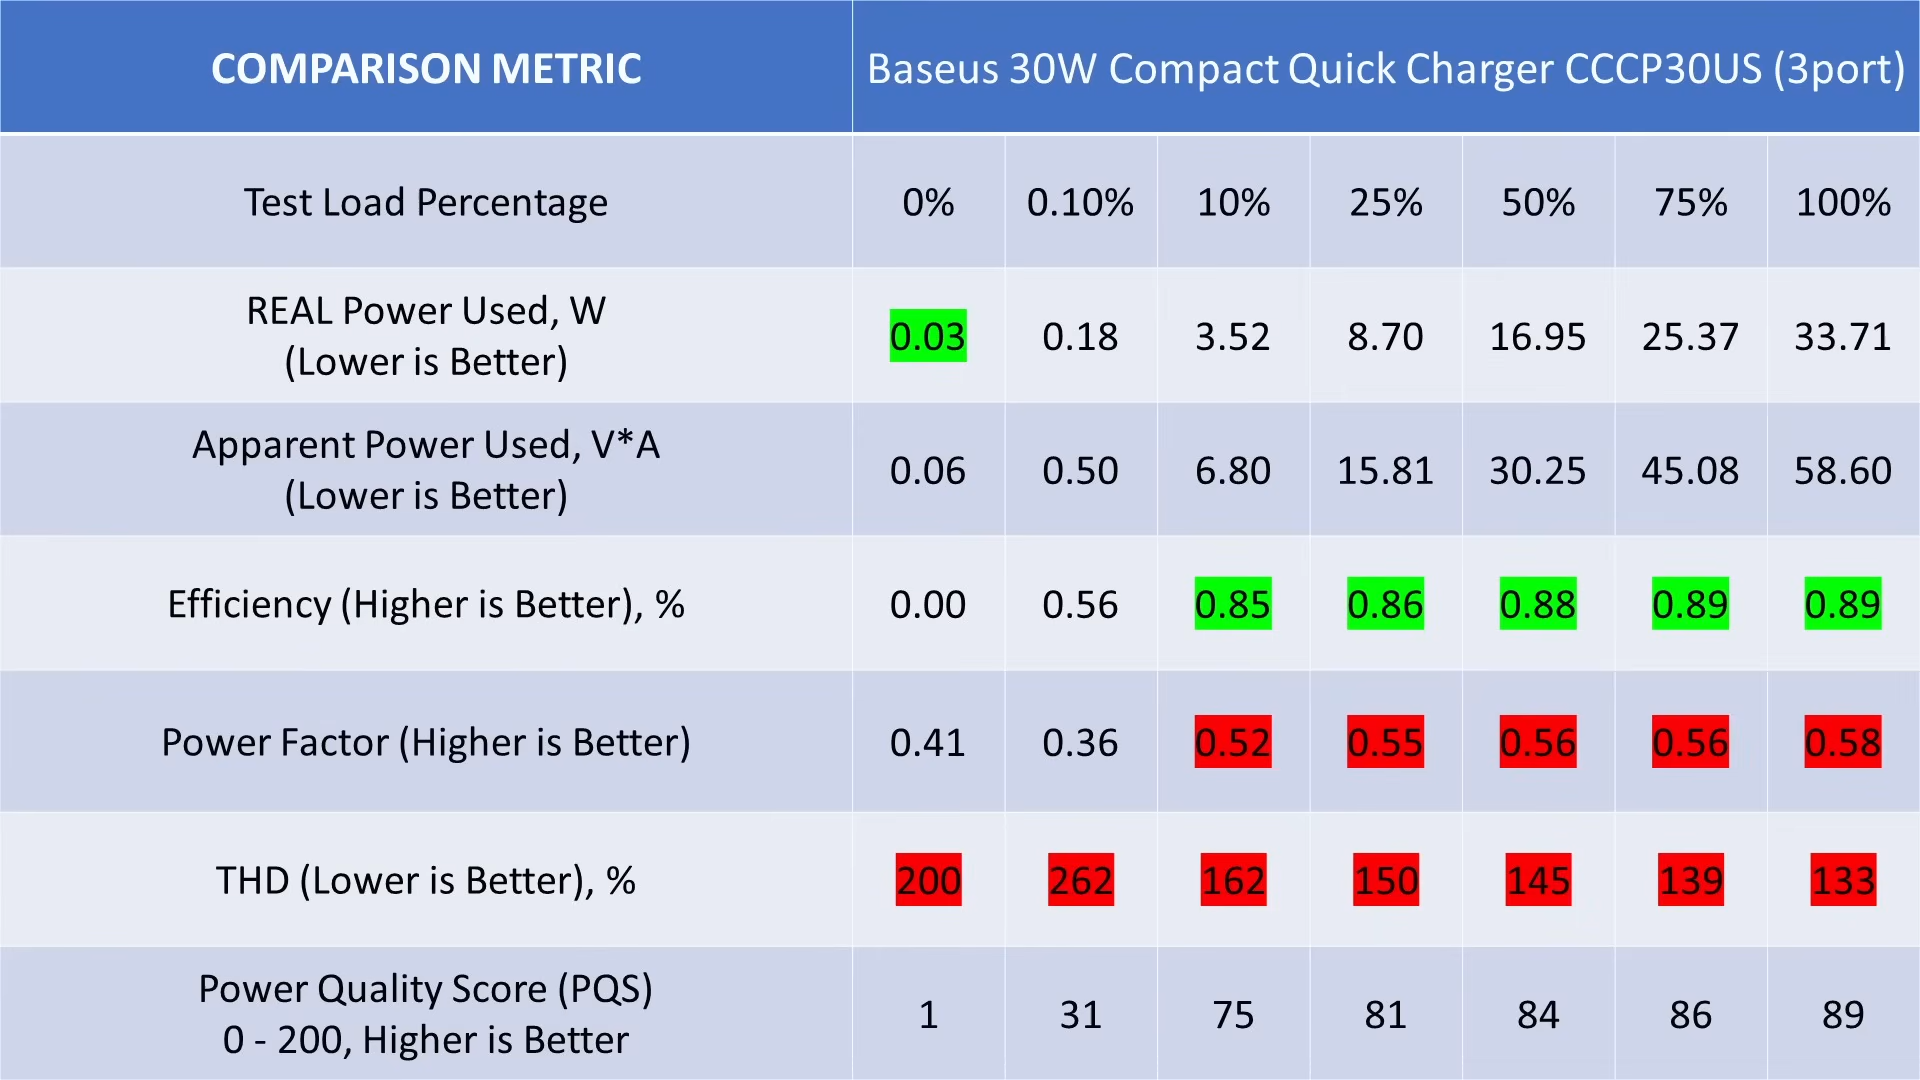 COMPARISON METRIC Baseus 30W Compact Quick Charger CCCP30US (3port)
Test Load Percentage 0% 0.10% 10% 25% 50% 75% 100%
REAL Power Used, W
(Lower is Better) 0.03 0.18 3.52 8.70 16.95 25.37 33.71
Apparent Power Used, V*A
(Lower is Better) 0.06 0.50 6.80 15.81 30.25 45.08 58.60
Efficiency (Higher is Better), % 0.00 0.56 0.85 0.86 0.88 0.89 0.89
Power Factor (Higher is Better) 0.41 0.36 0.52 0.55 0.56 0.56 0.58
THD (Lower is Better), % 200 262 162 150 145 139 133
Power Quality Score (PQS)
0 - 200, Higher is Better 1 31 75 81 84 86 89